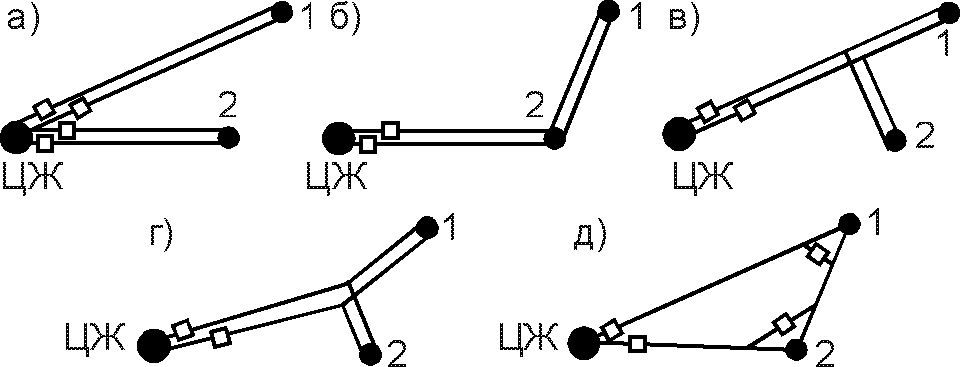 а) 1 б) 1 в) 1
2 2 2
ЦЖ ЦЖ ЦЖ
г) 1 д) 1
ЦЖ 2 ЦЖ 2